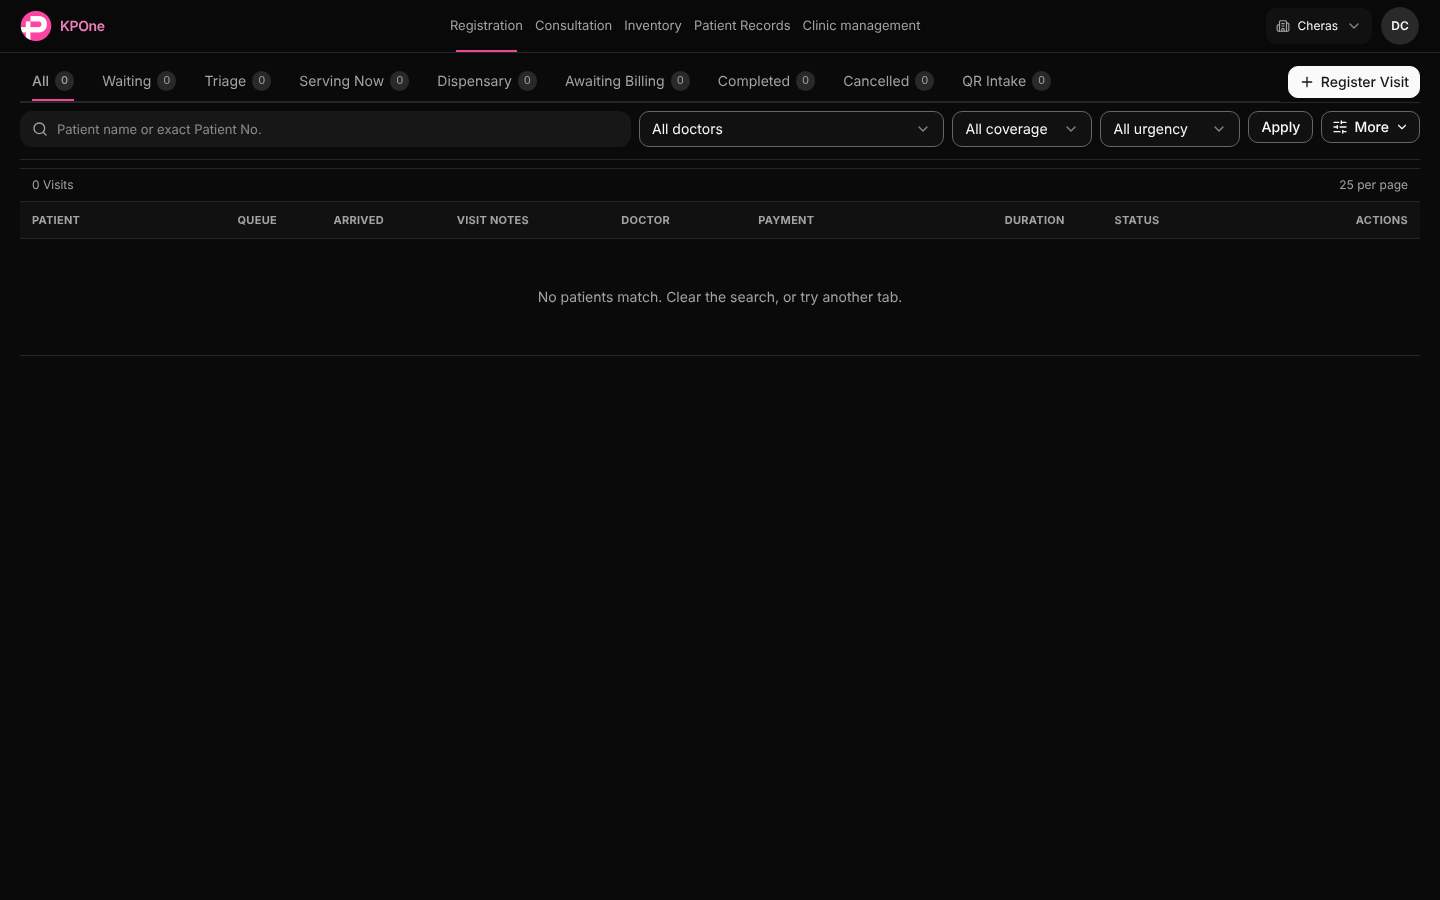 KPOne
Registration Consultation Inventory Patient Records Clinic management
Cheras
DC
All 0 Waiting 0 Triage 0 Serving Now 0 Dispensary 0 Awaiting Billing 0 Completed 0 Cancelled 0 QR Intake 0
+ Register Visit
Patient name or exact Patient No.
All doctors
All coverage
All urgency
Apply
More
0 Visits
25 per page
PATIENT QUEUE ARRIVED VISIT NOTES DOCTOR PAYMENT DURATION STATUS ACTIONS
No patients match. Clear the search, or try another tab.